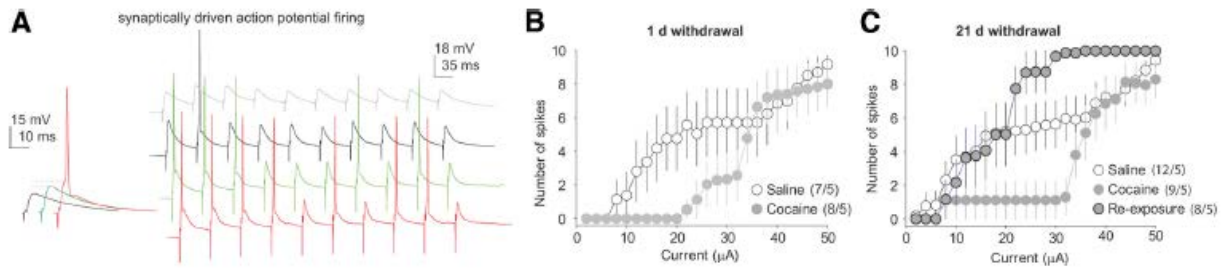 A
synaptically driven action potential firing
18 mV
35 ms
15 mV
10 ms
B
1 d withdrawal
Number of spikes
10
8
6
4
2
0
0 10 20 30 40 50
Current (μA)
Saline (7/5)
Cocaine (8/5)
C
21 d withdrawal
Number of spikes
10
8
6
4
2
0
0 10 20 30 40 50
Current (μA)
Saline (12/5)
Cocaine (9/5)
Re-exposure (8/5)